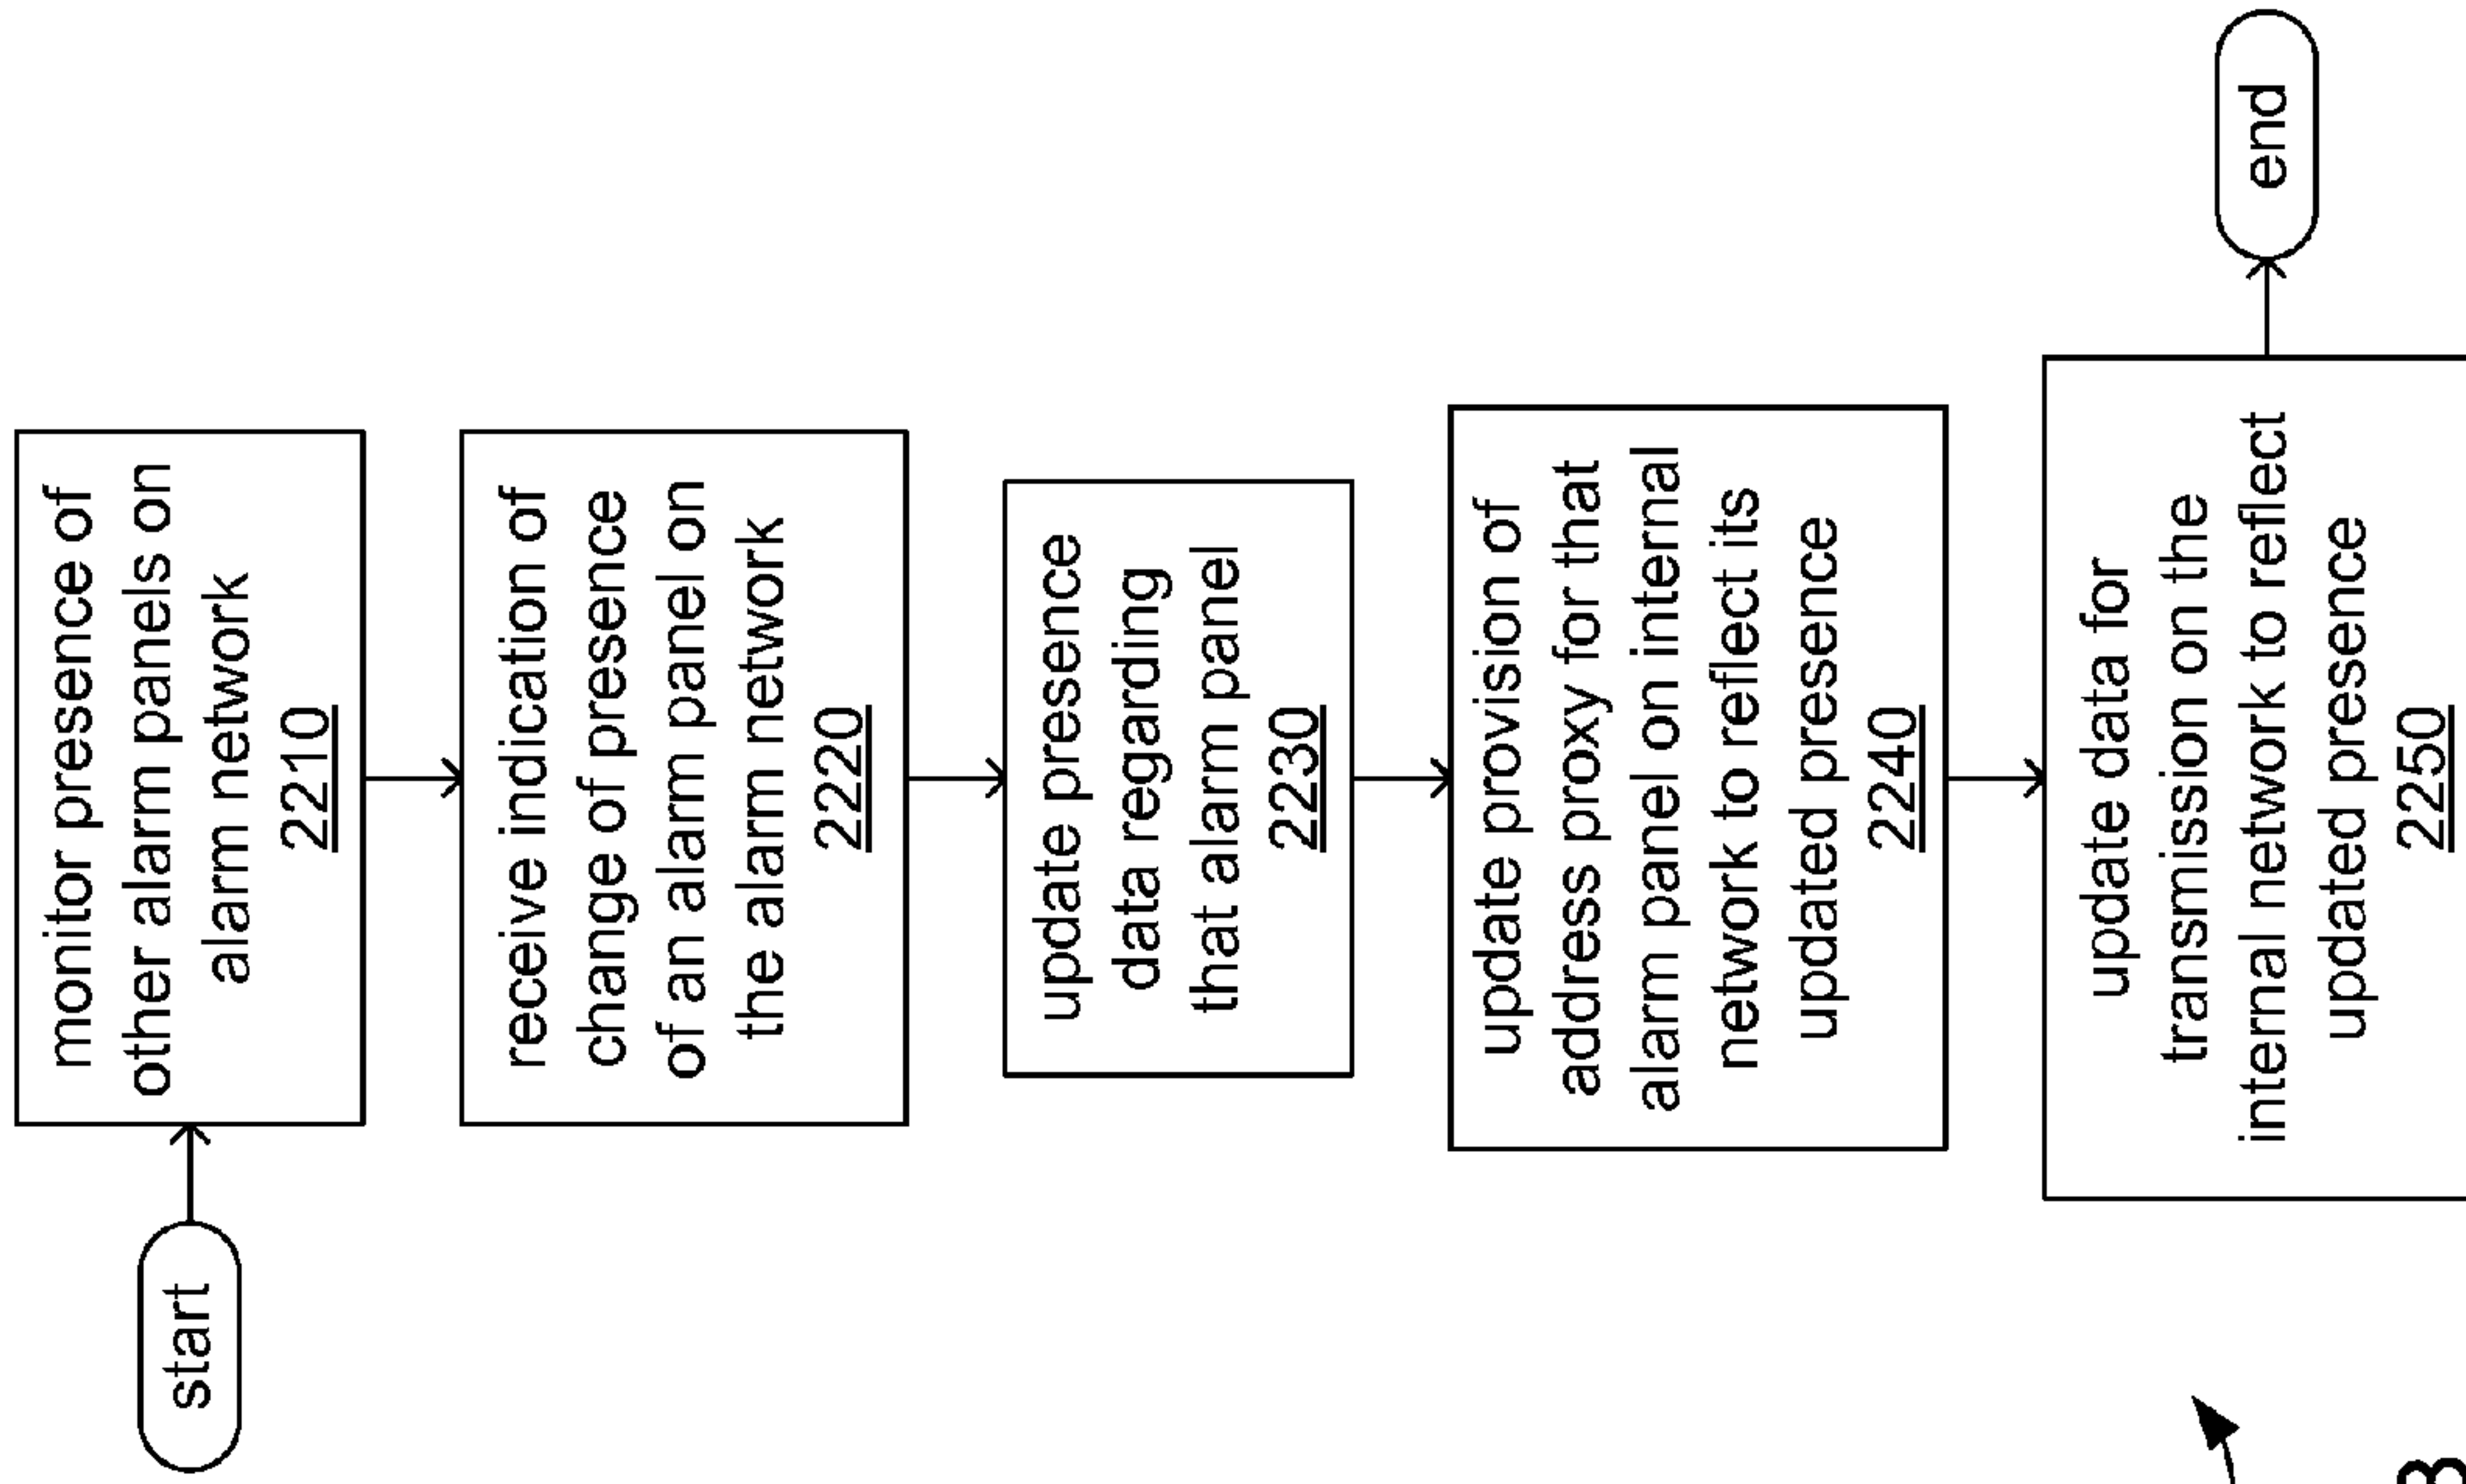 start
monitor presence of
other alarm panels on
alarm network
2210
receive indication of
change of presence
of an alarm panel on
the alarm network
2220
update presence
data regarding
that alarm panel
2230
update provision of
address proxy for that
alarm panel on internal
network to reflect its
updated presence
2240
update data for
transmission on the
internal network to reflect
updated presence
2250
end